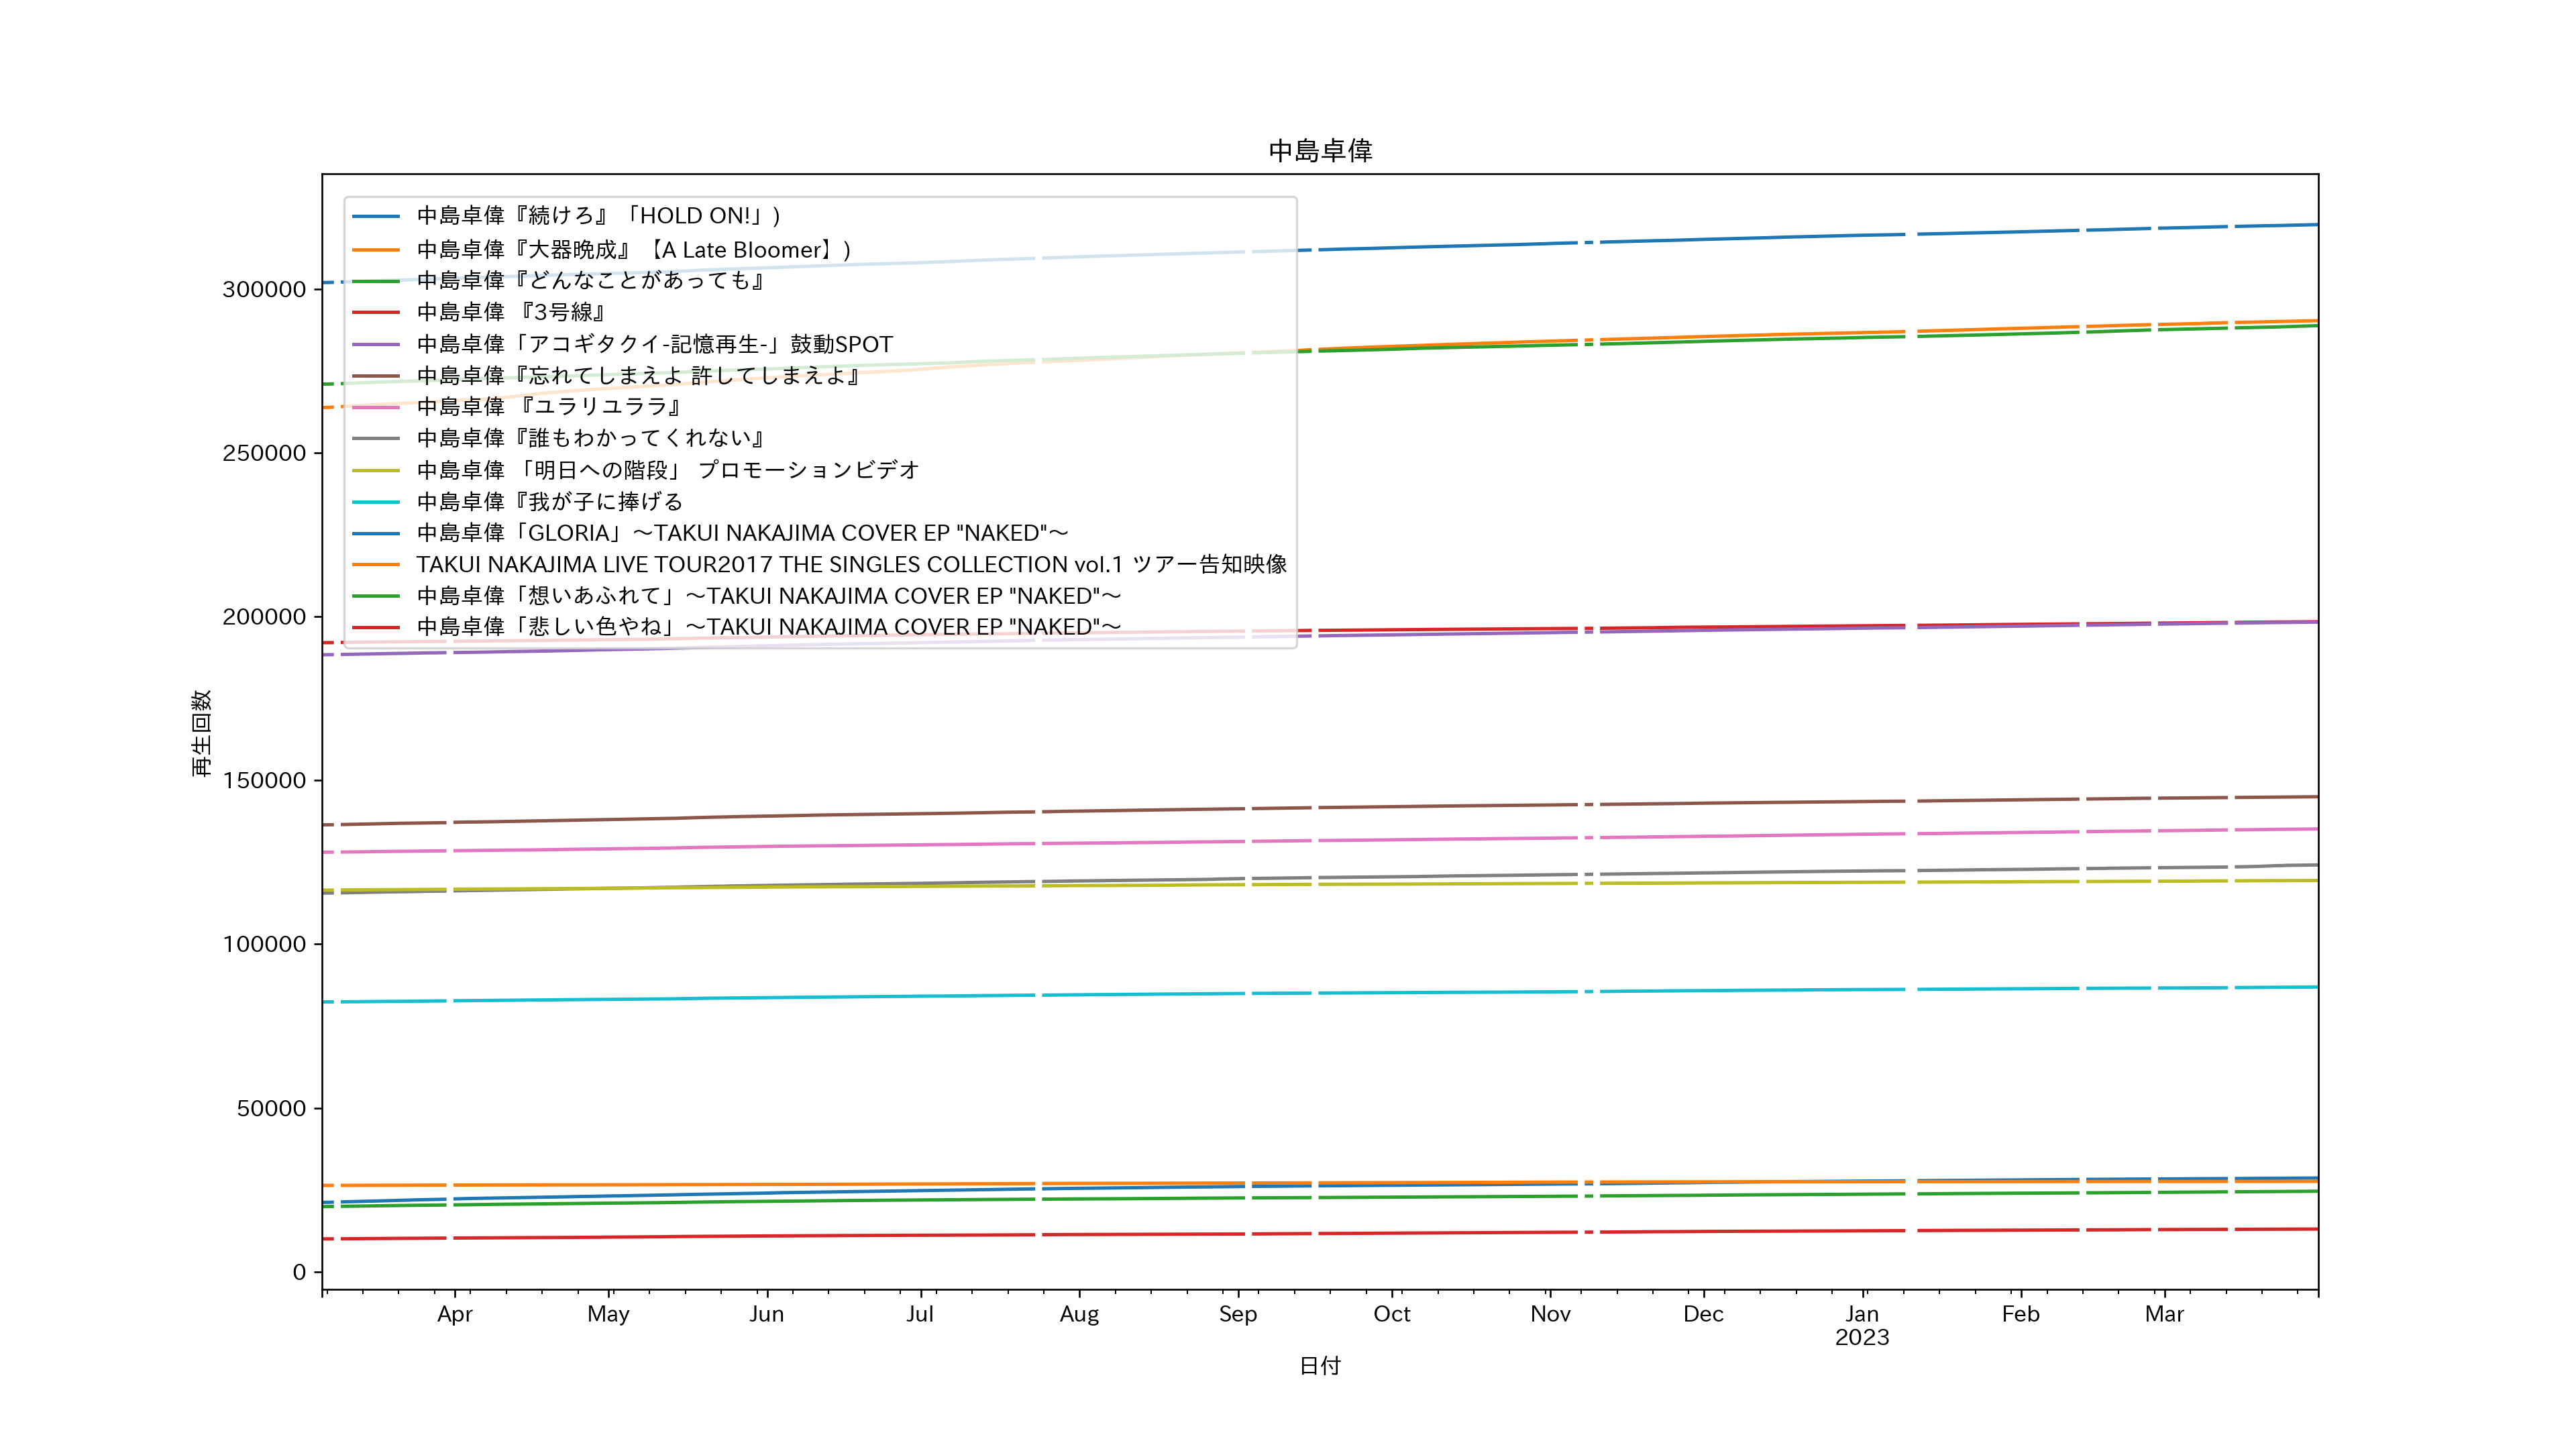 中島卓偉
中島卓偉『続けろ』「HOLD ON!」)
中島卓偉『大器晩成』【A Late Bloomer】)
中島卓偉『どんなことがあっても』
中島卓偉 『3号線』
中島卓偉「アコギタクイ-記憶再生-」鼓動SPOT
中島卓偉『忘れてしまえよ 許してしまえよ』
中島卓偉 『ユラリユララ』
中島卓偉『誰もわかってくれない』
中島卓偉 「明日への階段」 プロモーションビデオ
中島卓偉『我が子に捧げる
中島卓偉「GLORIA」～TAKUI NAKAJIMA COVER EP "NAKED"～
TAKUI NAKAJIMA LIVE TOUR2017 THE SINGLES COLLECTION vol.1 ツアー告知映像
中島卓偉「想いあふれて」～TAKUI NAKAJIMA COVER EP "NAKED"～
中島卓偉「悲しい色やね」～TAKUI NAKAJIMA COVER EP "NAKED"～
再生回数
300000
250000
200000
150000
100000
50000
0
Apr May Jun Jul Aug Sep Oct Nov Dec Jan Feb Mar
2023
日付